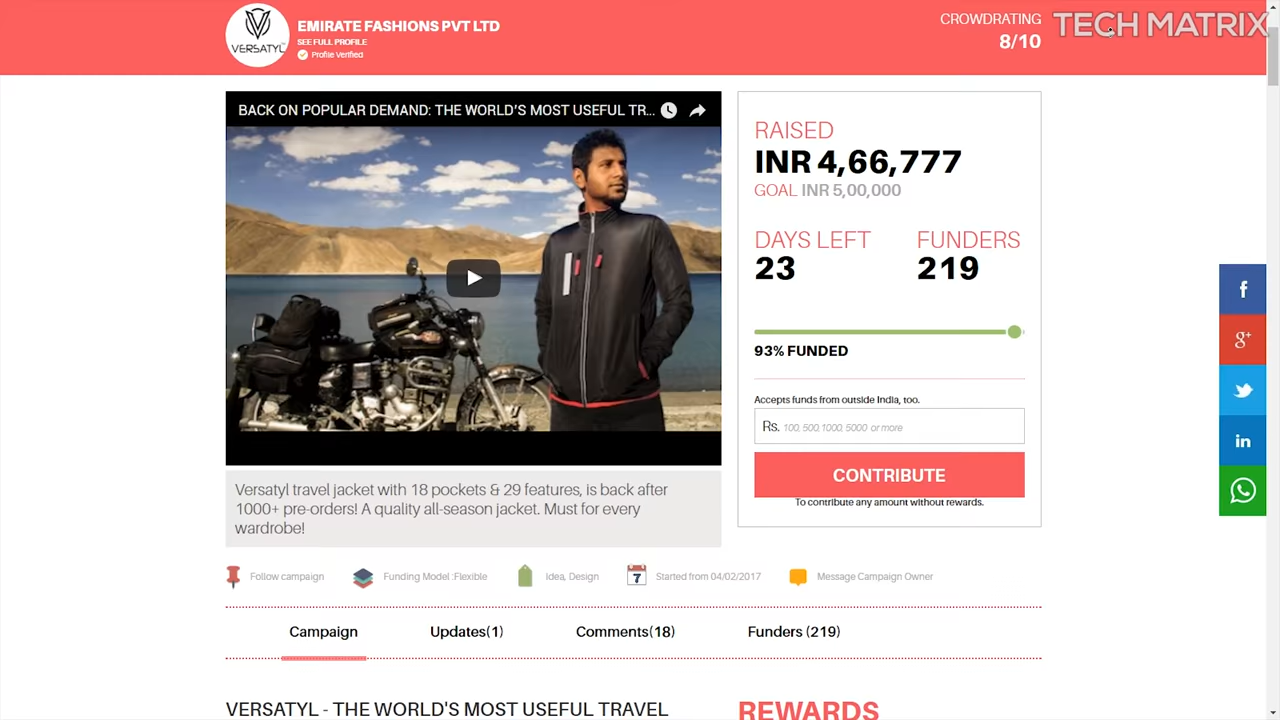 EMIRATE FASHIONS PVT LTD
SEE FULL PROFILE
Profile Verified
VERSATYL
CROWDRATING
8/10
TECH MATRIX
BACK ON POPULAR DEMAND: THE WORLD'S MOST USEFUL TR...
RAISED
INR 4,66,777
GOAL INR 5,00,000
DAYS LEFT
23
FUNDERS
219
93% FUNDED
Accepts funds from outside India, too.
Rs. 100, 500, 1000, 5000 or more
CONTRIBUTE
To contribute any amount without rewards.
f
g+
in
Versatyl travel jacket with 18 pockets & 29 features, is back after
1000+ pre-orders! A quality all-season jacket. Must for every
wardrobe!
Follow campaign
Funding Model :Flexible
Idea, Design
7
Started from 04/02/2017
Message Campaign Owner
Campaign
Updates(1)
Comments(18)
Funders (219)
VERSATYL - THE WORLD'S MOST USEFUL TRAVEL
REWARDS